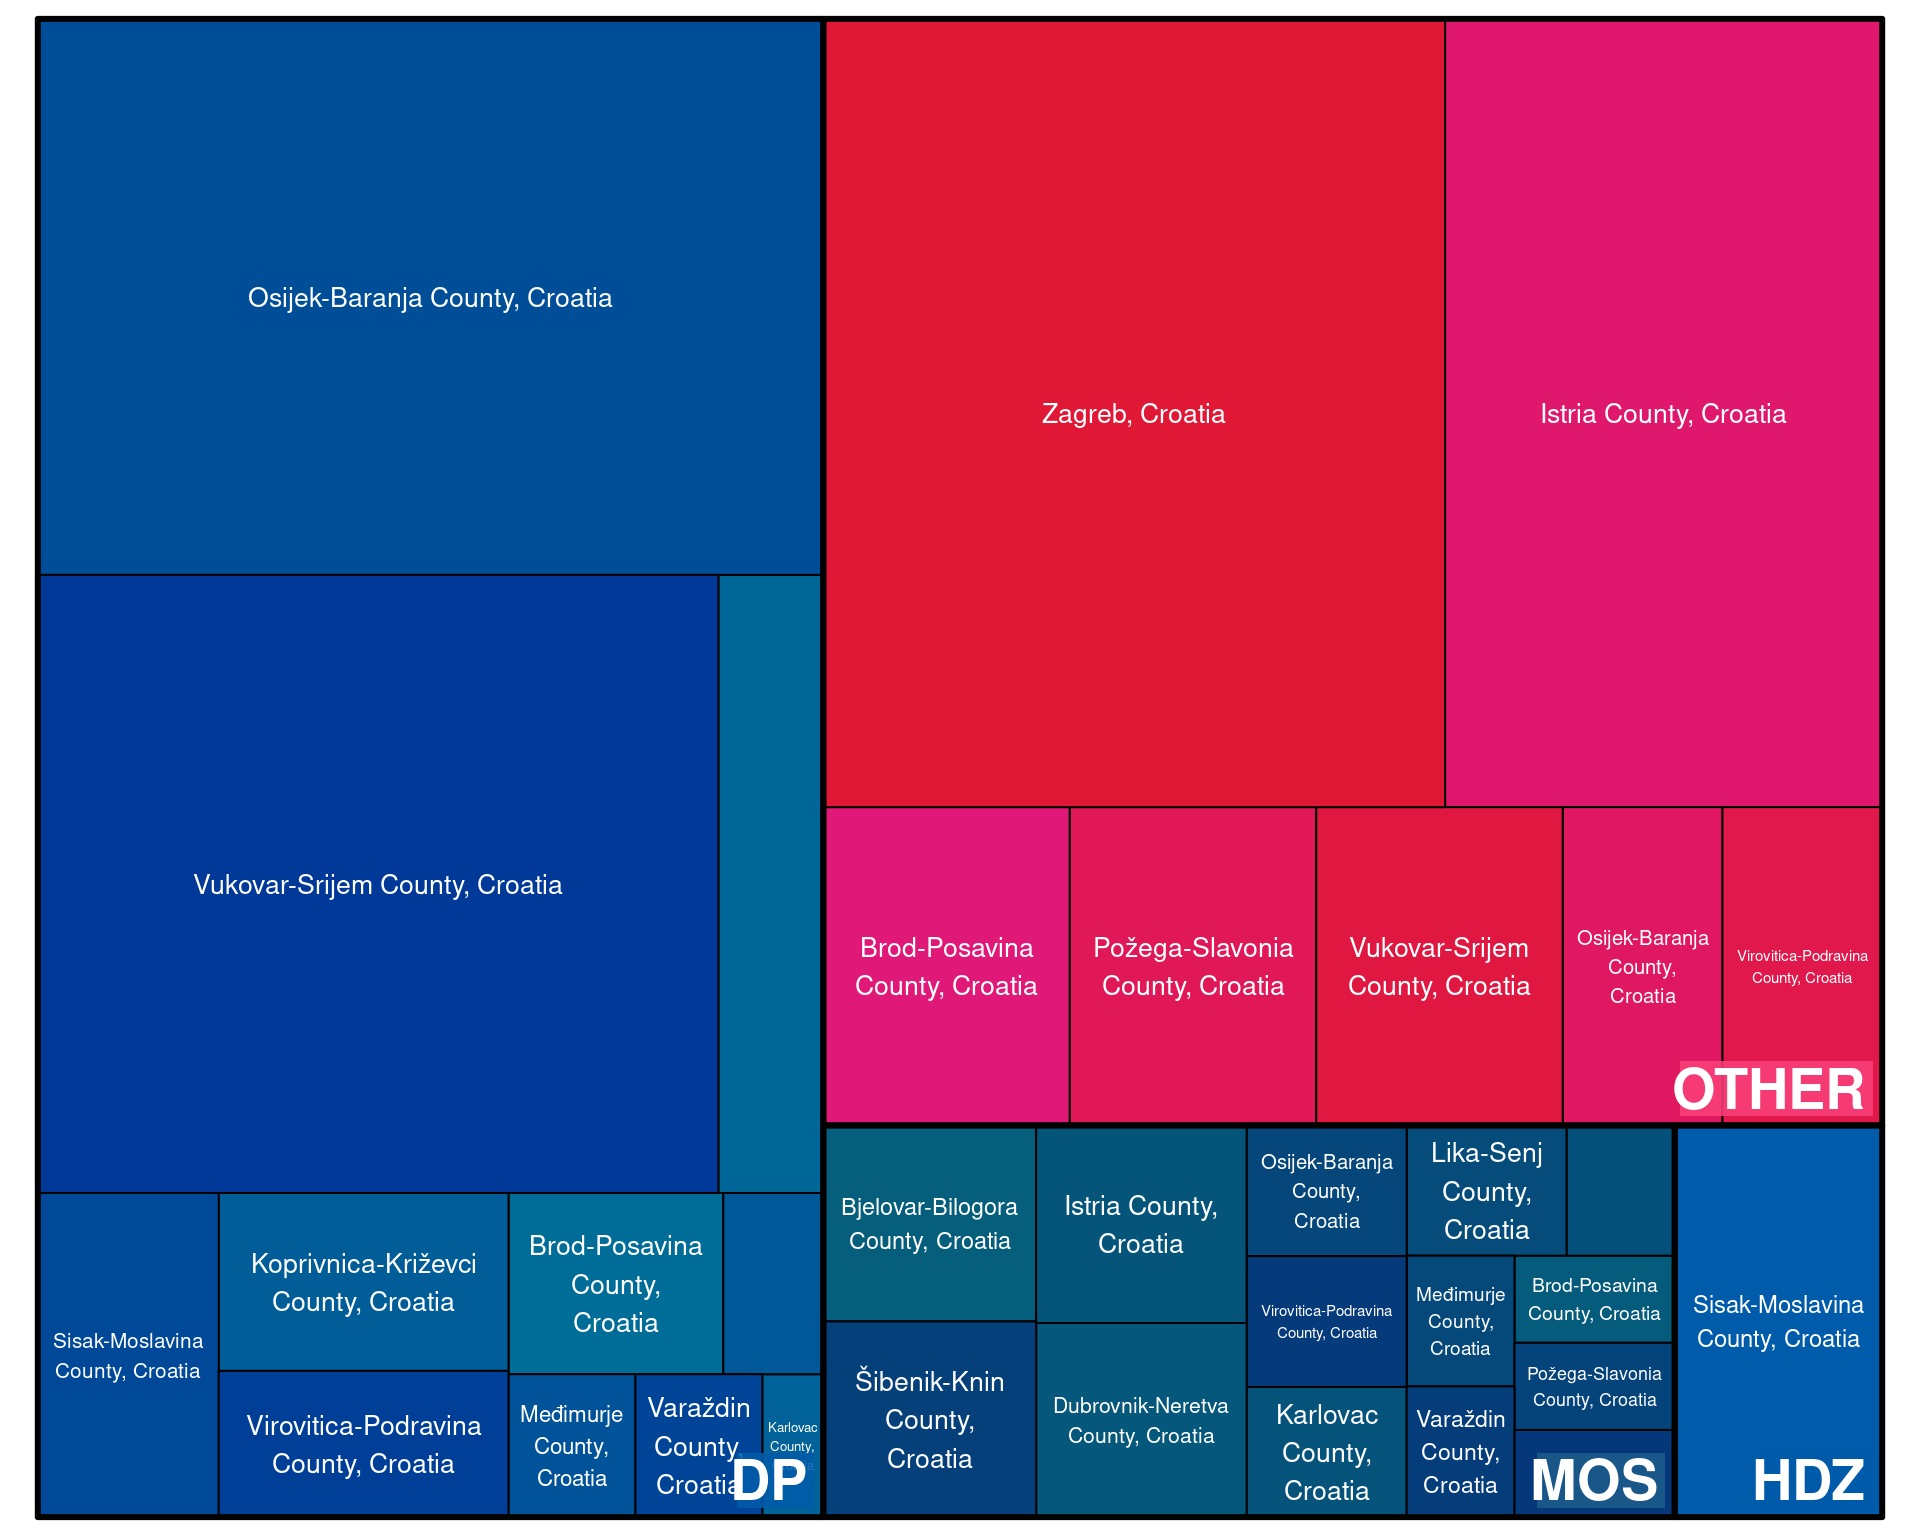 Osijek-Baranja County, Croatia
Vukovar-Srijem County, Croatia
Sisak-Moslavina
County, Croatia
Koprivnica-Križevci
County, Croatia
Virovitica-Podravina
County, Croatia
Brod-Posavina
County,
Croatia
Međimurje
County,
Croatia
Varaždin
County,
Croatia
Karlovac
County,
DP
Zagreb, Croatia
Istria County, Croatia
Brod-Posavina
County, Croatia
Požega-Slavonia
County, Croatia
Vukovar-Srijem
County, Croatia
Osijek-Baranja
County,
Croatia
Virovitica-Podravina
County, Croatia
OTHER
Bjelovar-Bilogora
County, Croatia
Šibenik-Knin
County,
Croatia
Istria County,
Croatia
Dubrovnik-Neretva
County, Croatia
Osijek-Baranja
County,
Croatia
Virovitica-Podravina
County, Croatia
Karlovac
County,
Croatia
Lika-Senj
County,
Croatia
Međimurje
County,
Croatia
Varaždin
County,
Croatia
Brod-Posavina
County, Croatia
Požega-Slavonia
County, Croatia
MOS
Sisak-Moslavina
County, Croatia
HDZ